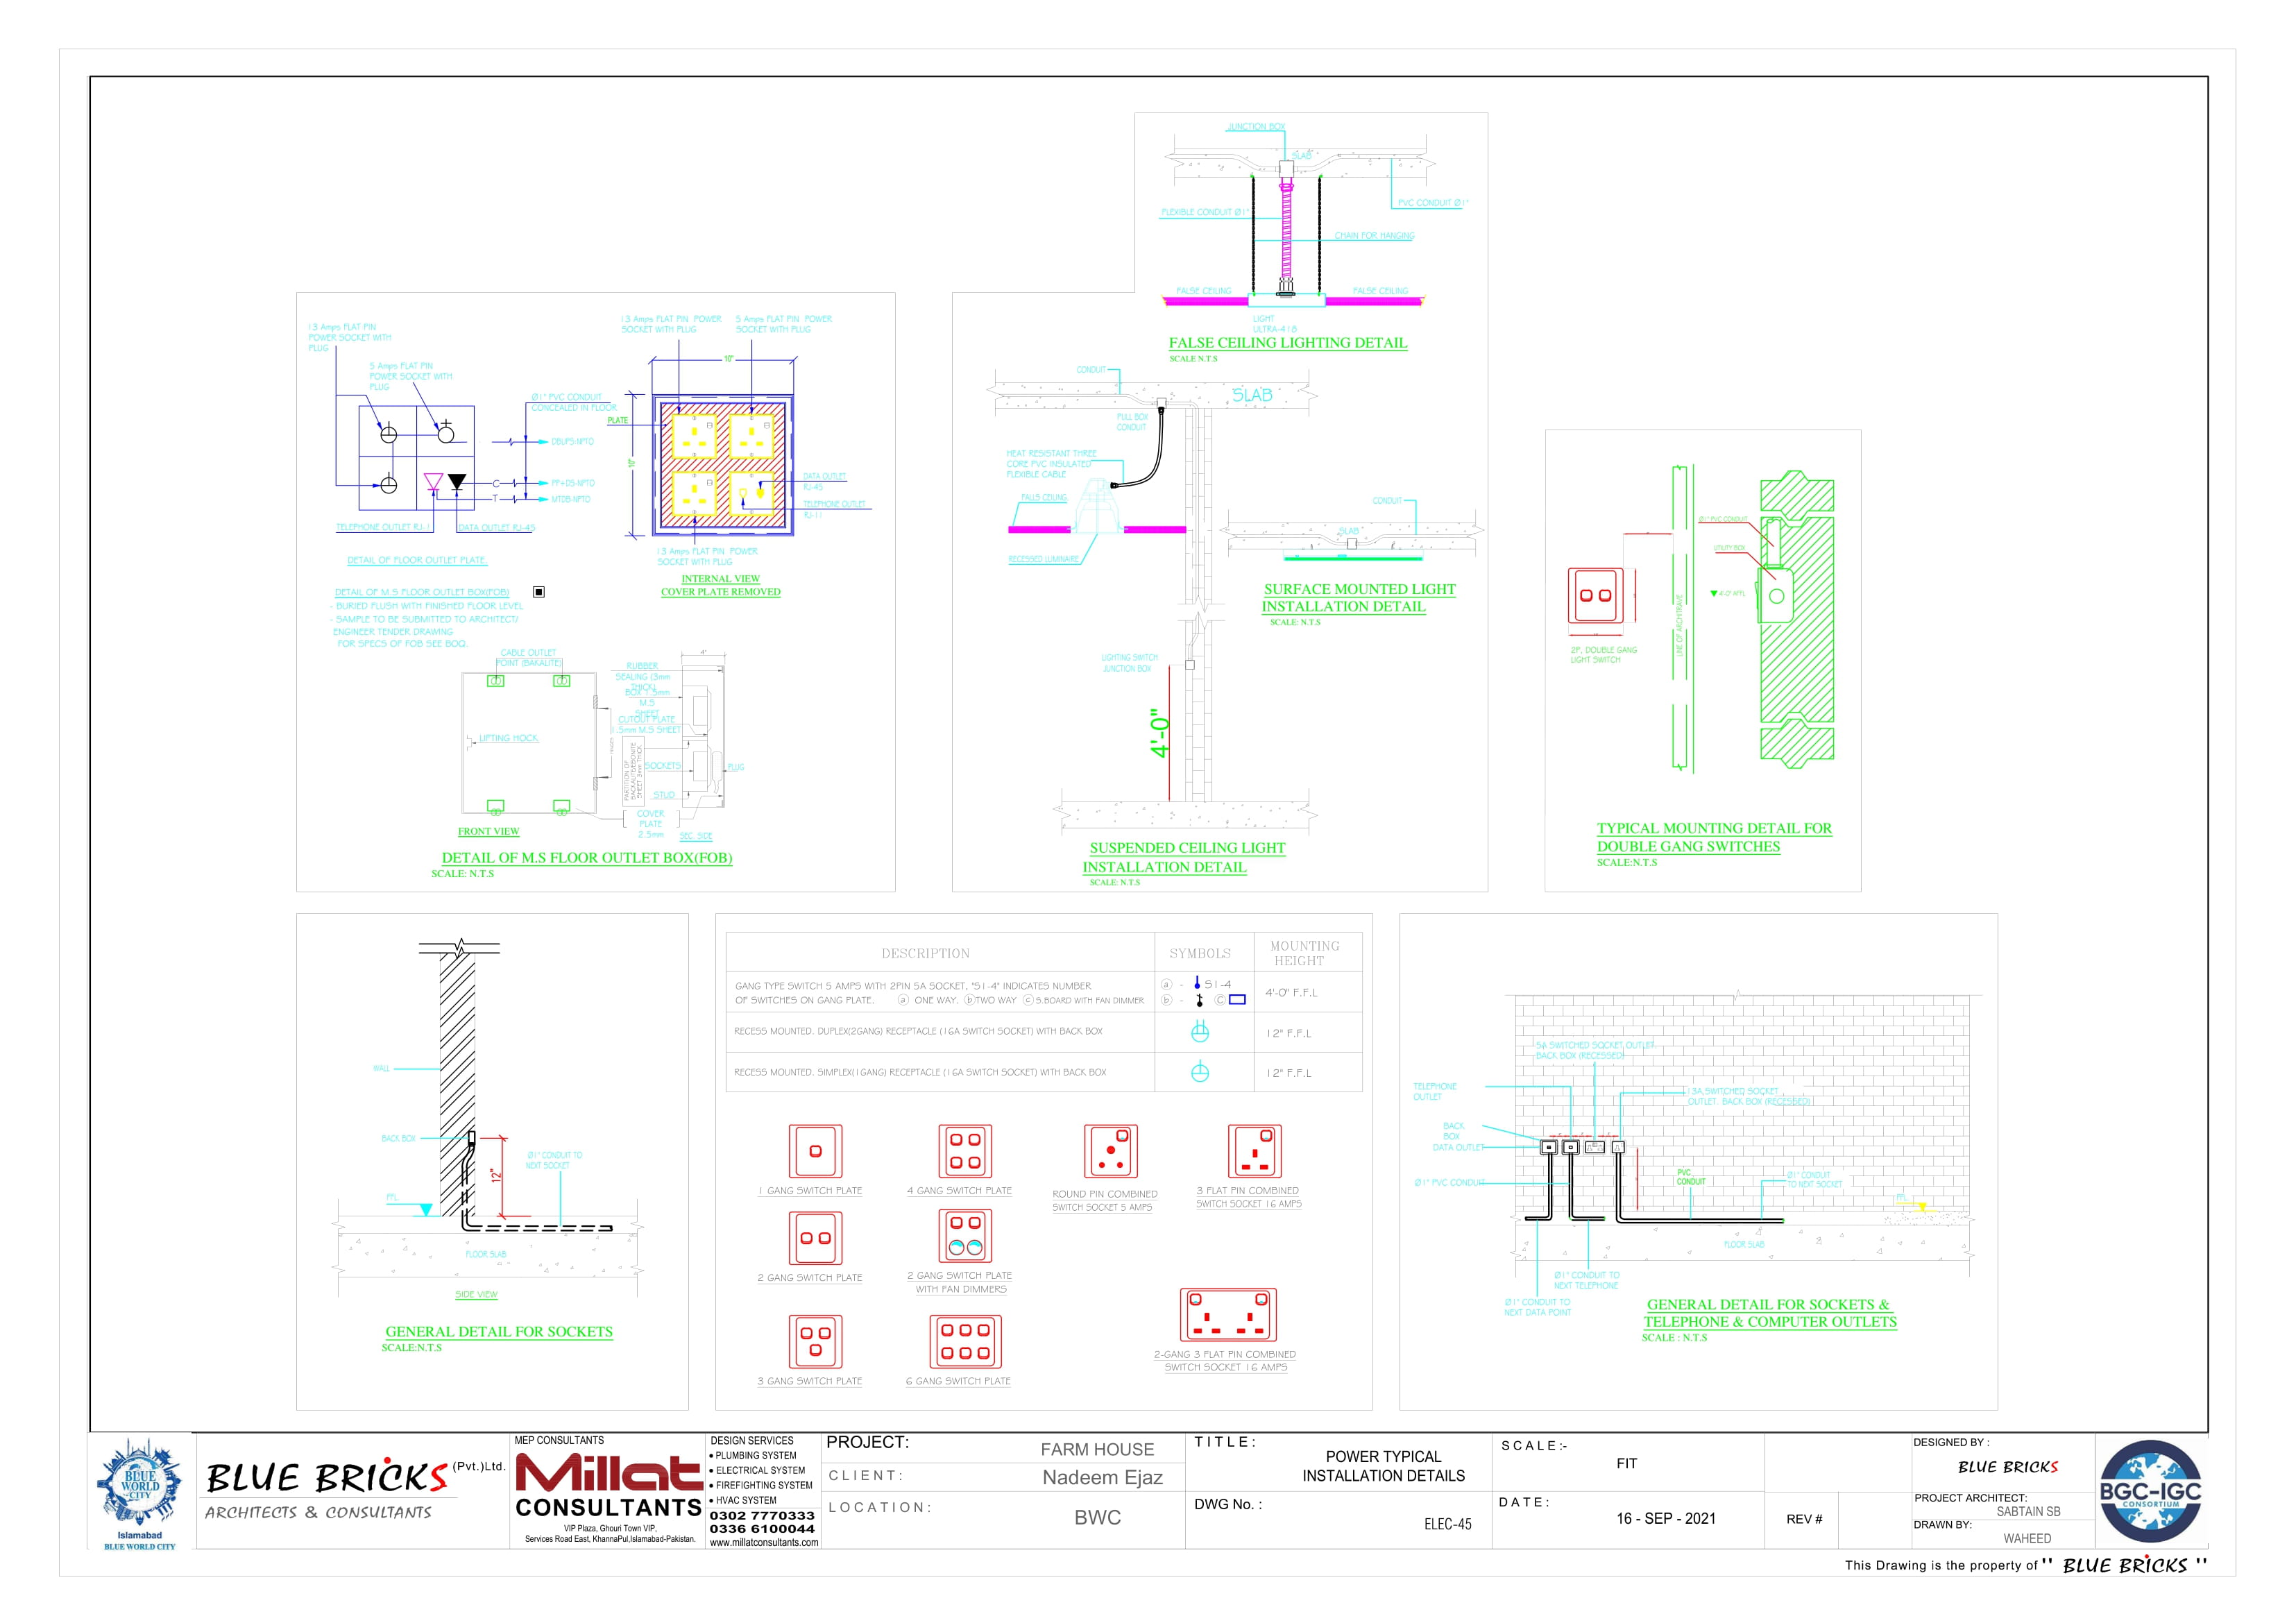 JUNCTION BOX
SLAB
FLEXIBLE CONDUIT Ø1"
PVC CONDUIT Ø1"
CHAIN FOR HANGING
FALSE CEILING
FALSE CEILING
LIGHT
ULTRA-418
FALSE CEILING LIGHTING DETAIL
SCALE N.T.S
13 Amps FLAT PIN
POWER SOCKET WITH
PLUG
5 Amps FLAT PIN
POWER SOCKET WITH
PLUG
Ø1" PVC CONDUIT
CONCEALED IN FLOOR
DBUPS-NPTD
C
PP+DS-NPTD
T
MTDB-NPTD
TELEPHONE OUTLET RJ-1
DATA OUTLET RJ-45
DETAIL OF FLOOR OUTLET PLATE.
13 Amps FLAT PIN POWER
SOCKET WITH PLUG
5 Amps FLAT PIN POWER
SOCKET WITH PLUG
10"
PLATE
10"
DATA OUTLET
RJ-45
TELEPHONE OUTLET
RJ-11
13 Amps FLAT PIN POWER
SOCKET WITH PLUG
INTERNAL VIEW
COVER PLATE REMOVED
DETAIL OF M.S FLOOR OUTLET BOX(FOB)
- BURIED FLUSH WITH FINISHED FLOOR LEVEL
- SAMPLE TO BE SUBMITTED TO ARCHITECT/
ENGINEER TENDER DRAWING
FOR SPECS OF FOB SEE BOQ.
CABLE OUTLET
POINT (BAKALITE)
LIFTING HOCK
FRONT VIEW
4"
RUBBER
SEALING (3mm
THICK)
BOX 1.5mm
M.S
SHEET
CUTOUT PLATE
.5mm M.S SHEET
PARTITION OF
BACKALITE/EBONITE
SHEET 3mm THICK
SOCKETS
PLUG
STUD
COVER
PLATE
2.5mm
SEC. SIDE
DETAIL OF M.S FLOOR OUTLET BOX(FOB)
SCALE: N.T.S
CONDUIT
SLAB
PULL BOX
CONDUIT
HEAT RESISTANT THREE
CORE PVC INSULATED
FLEXIBLE CABLE
FALLS CEILING
RECESSED LUMINAIRE
LIGHTING SWITCH
JUNCTION BOX
4'-0"
SUSPENDED CEILING LIGHT
INSTALLATION DETAIL
SCALE: N.T.S
CONDUIT
SLAB
SURFACE MOUNTED LIGHT
INSTALLATION DETAIL
SCALE: N.T.S
Ø1" PVC CONDUIT
UTILITY BOX
4'-0" AFFL
LINE OF ARCHITRAVE
2P, DOUBLE GANG
LIGHT SWITCH
TYPICAL MOUNTING DETAIL FOR
DOUBLE GANG SWITCHES
SCALE:N.T.S
WALL
BACK BOX
Ø1" CONDUIT TO
NEXT SOCKET
12"
FFL
FLOOR SLAB
SIDE VIEW
GENERAL DETAIL FOR SOCKETS
SCALE:N.T.S
DESCRIPTION
SYMBOLS
MOUNTING
HEIGHT
GANG TYPE SWITCH 5 AMPS WITH 2PIN 5A SOCKET, "S1-4" INDICATES NUMBER
OF SWITCHES ON GANG PLATE. a ONE WAY. b TWO WAY c S.BOARD WITH FAN DIMMER
a - S1-4
b - c
4'-0" F.F.L
RECESS MOUNTED. DUPLEX(2GANG) RECEPTACLE (16A SWITCH SOCKET) WITH BACK BOX
12" F.F.L
RECESS MOUNTED. SIMPLEX(1GANG) RECEPTACLE (16A SWITCH SOCKET) WITH BACK BOX
12" F.F.L
1 GANG SWITCH PLATE
4 GANG SWITCH PLATE
ROUND PIN COMBINED
SWITCH SOCKET 5 AMPS
3 FLAT PIN COMBINED
SWITCH SOCKET 16 AMPS
2 GANG SWITCH PLATE
2 GANG SWITCH PLATE
WITH FAN DIMMERS
3 GANG SWITCH PLATE
6 GANG SWITCH PLATE
2-GANG 3 FLAT PIN COMBINED
SWITCH SOCKET 16 AMPS
5A SWITCHED SOCKET OUTLET.
BACK BOX (RECESSED)
TELEPHONE
OUTLET
13A,SWITCHED SOCKET
OUTLET. BACK BOX (RECESSED)
BACK
BOX
DATA OUTLET
Ø1" PVC CONDUIT
PVC
CONDUIT
Ø1" CONDUIT
TO NEXT SOCKET
FFL
FLOOR SLAB
Ø1" CONDUIT TO
NEXT TELEPHONE
Ø1" CONDUIT TO
NEXT DATA POINT
GENERAL DETAIL FOR SOCKETS &
TELEPHONE & COMPUTER OUTLETS
SCALE : N.T.S
BLUE
WORLD
CITY
Islamabad
BLUE WORLD CITY
BLUE BRICKS (Pvt.)Ltd.
ARCHITECTS & CONSULTANTS
MEP CONSULTANTS
Millat
CONSULTANTS
VIP Plaza, Ghouri Town VIP,
Services Road East, KhannaPul,Islamabad-Pakistan.
DESIGN SERVICES
• PLUMBING SYSTEM
• ELECTRICAL SYSTEM
• FIREFIGHTING SYSTEM
• HVAC SYSTEM
0302 7770333
0336 6100044
www.millatconsultants.com
PROJECT: FARM HOUSE
CLIENT: Nadeem Ejaz
LOCATION: BWC
TITLE:
POWER TYPICAL
INSTALLATION DETAILS
DWG No. :
ELEC-45
SCALE:-
FIT
DATE:
16 - SEP - 2021
REV #
DESIGNED BY :
BLUE BRICKS
PROJECT ARCHITECT:
SABTAIN SB
DRAWN BY:
WAHEED
BGC-IGC
CONSORTIUM
This Drawing is the property of '' BLUE BRICKS ''